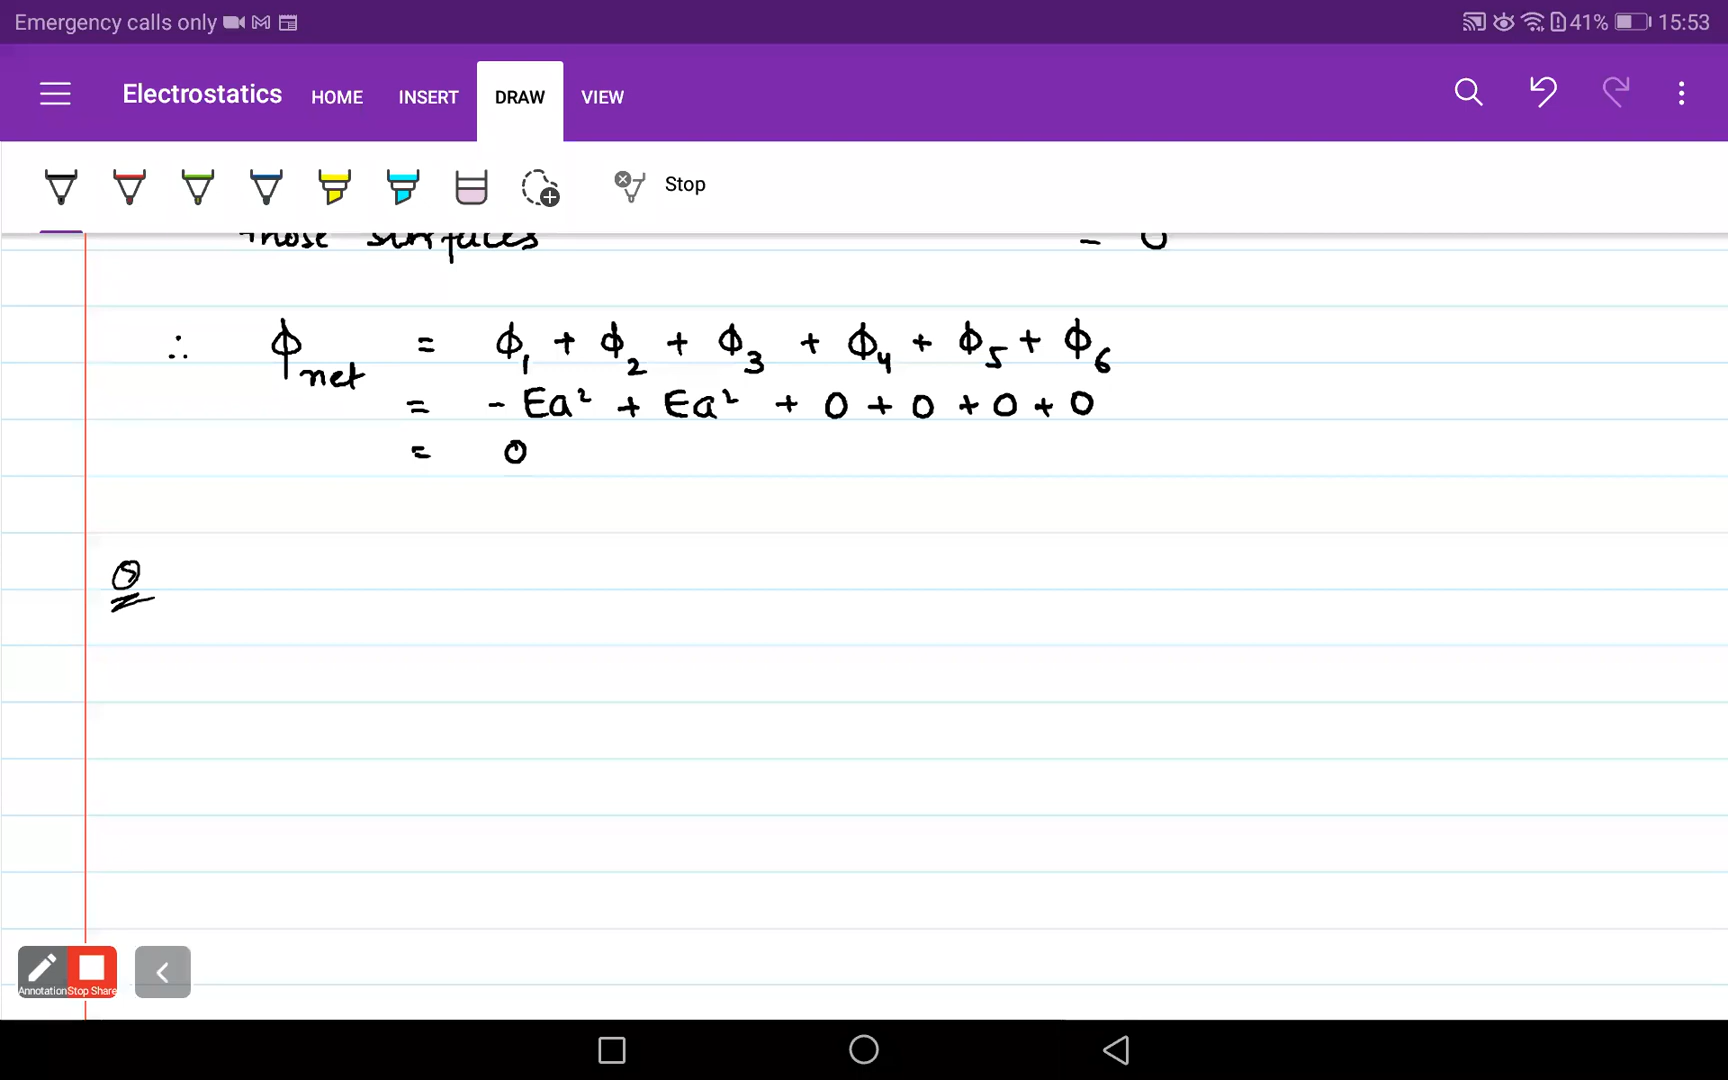 Emergency calls only 41% 15:53
Electrostatics HOME INSERT DRAW VIEW
Stop
those surfaces = 0
∴ ϕnet = ϕ₁ + ϕ₂ + ϕ₃ + ϕ₄ + ϕ₅ + ϕ₆
= - Ea² + Ea² + 0 + 0 + 0 + 0
= 0
Q
Annotation Stop Share